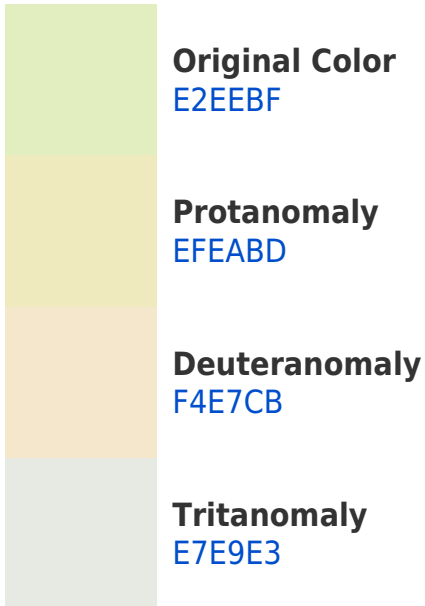 Original Color
E2EEBF
Protanomaly
EFEABD
Deuteranomaly
F4E7CB
Tritanomaly
E7E9E3